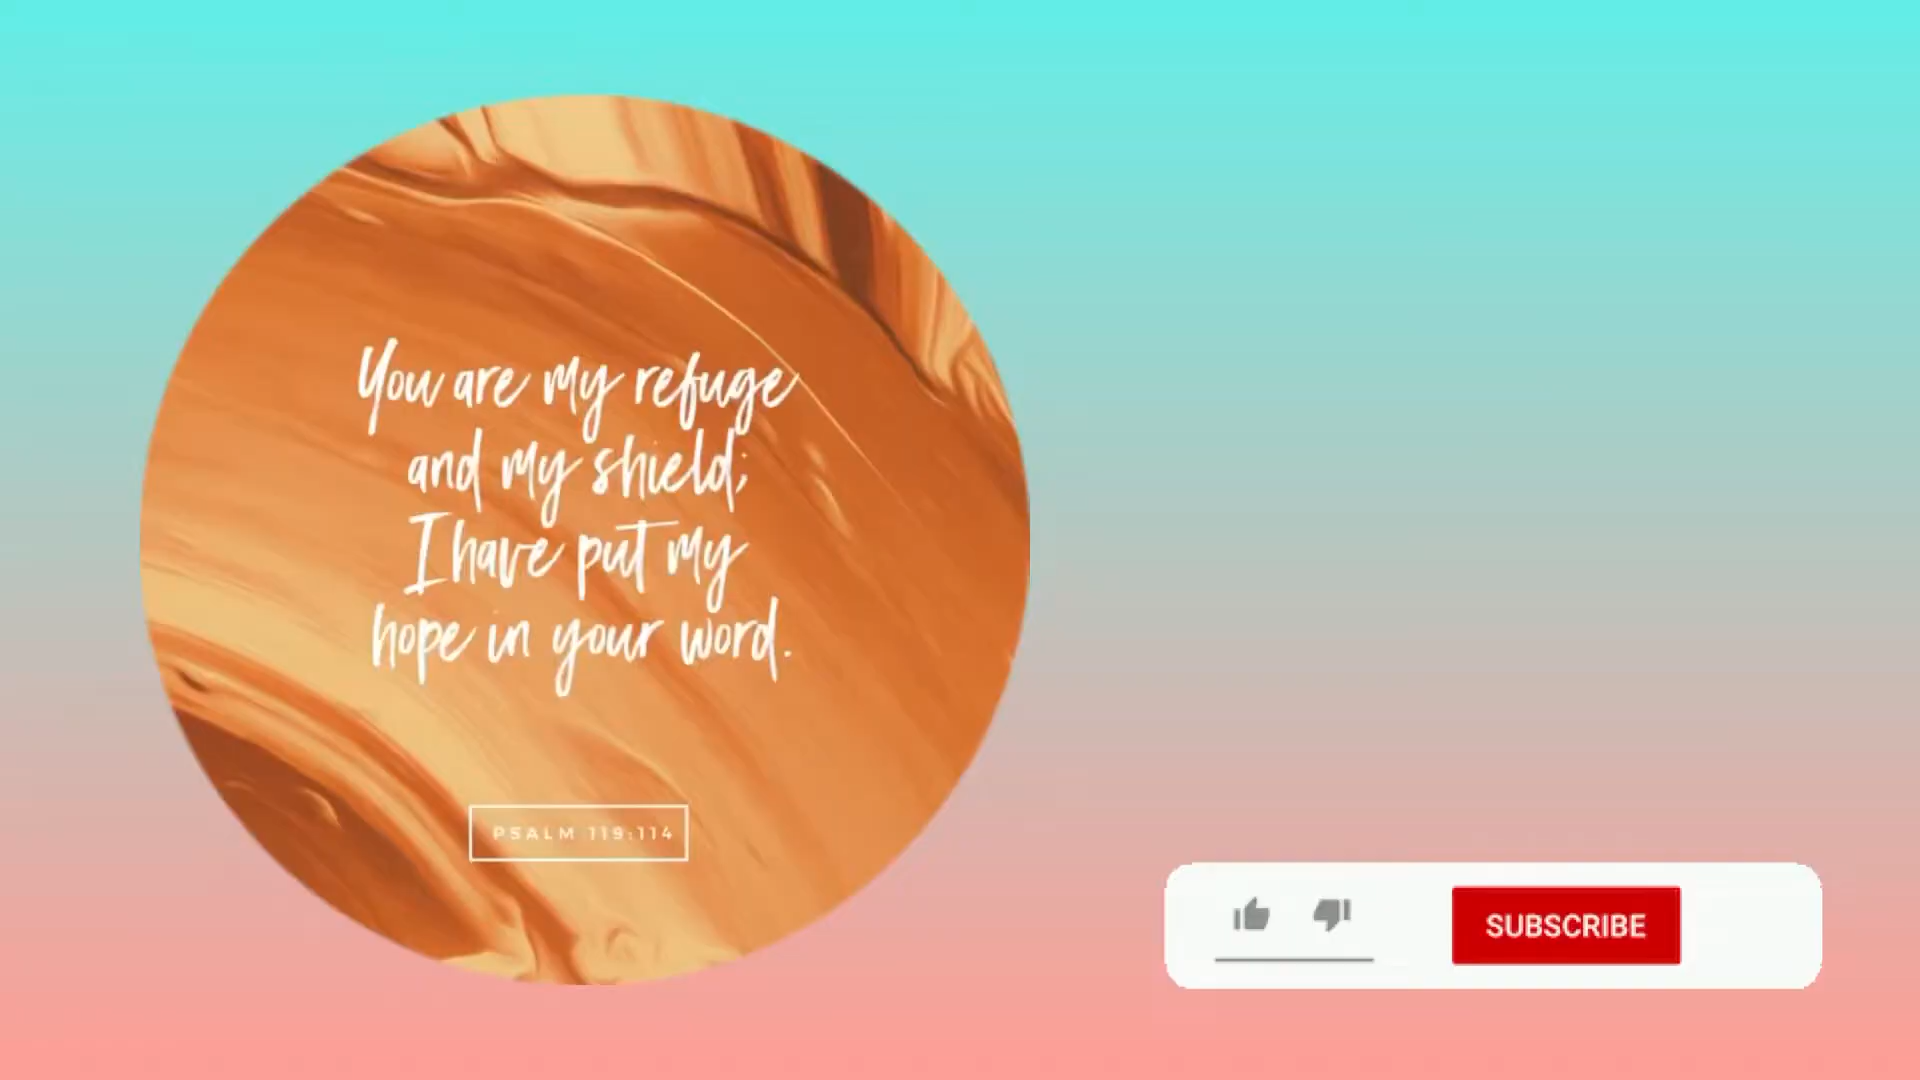 You are my refuge
and my shield;
I have put my
hope in your word.
PSALM 119:114
SUBSCRIBE